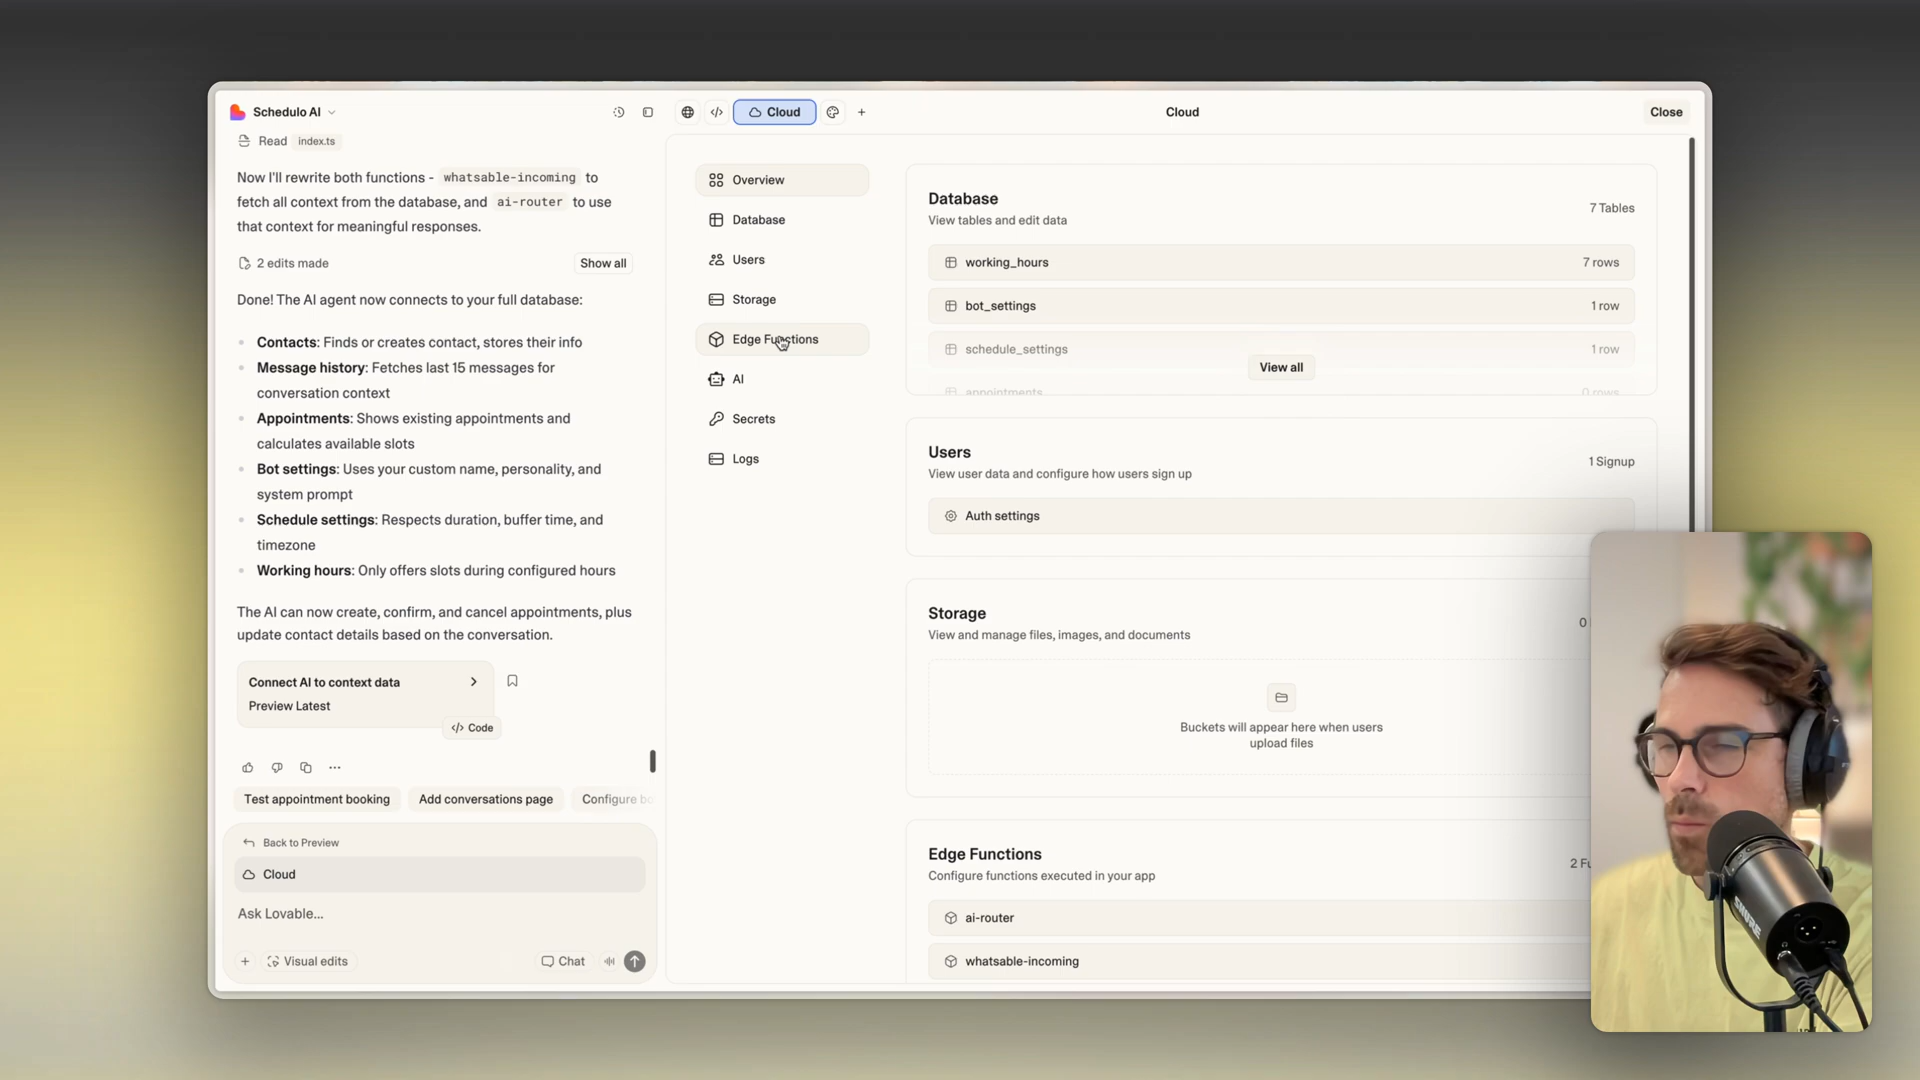 Schedulo AI
Cloud
Cloud
Close
Read index.ts
Now I'll rewrite both functions - whatsable-incoming to
fetch all context from the database, and ai-router to use
that context for meaningful responses.
2 edits made
Show all
Done! The AI agent now connects to your full database:
Contacts: Finds or creates contact, stores their info
Message history: Fetches last 15 messages for
conversation context
Appointments: Shows existing appointments and
calculates available slots
Bot settings: Uses your custom name, personality, and
system prompt
Schedule settings: Respects duration, buffer time, and
timezone
Working hours: Only offers slots during configured hours
The AI can now create, confirm, and cancel appointments, plus
update contact details based on the conversation.
Connect AI to context data
Preview Latest
</> Code
Test appointment booking
Add conversations page
Configure bo
Back to Preview
Cloud
Ask Lovable...
Visual edits
Chat
Overview
Database
Users
Storage
Edge Functions
AI
Secrets
Logs
Database
View tables and edit data
7 Tables
working_hours
7 rows
bot_settings
1 row
schedule_settings
1 row
View all
appointments
0 rows
Users
View user data and configure how users sign up
1 Signup
Auth settings
Storage
View and manage files, images, and documents
0
Buckets will appear here when users
upload files
Edge Functions
Configure functions executed in your app
2 Fu
ai-router
whatsable-incoming
SHURE